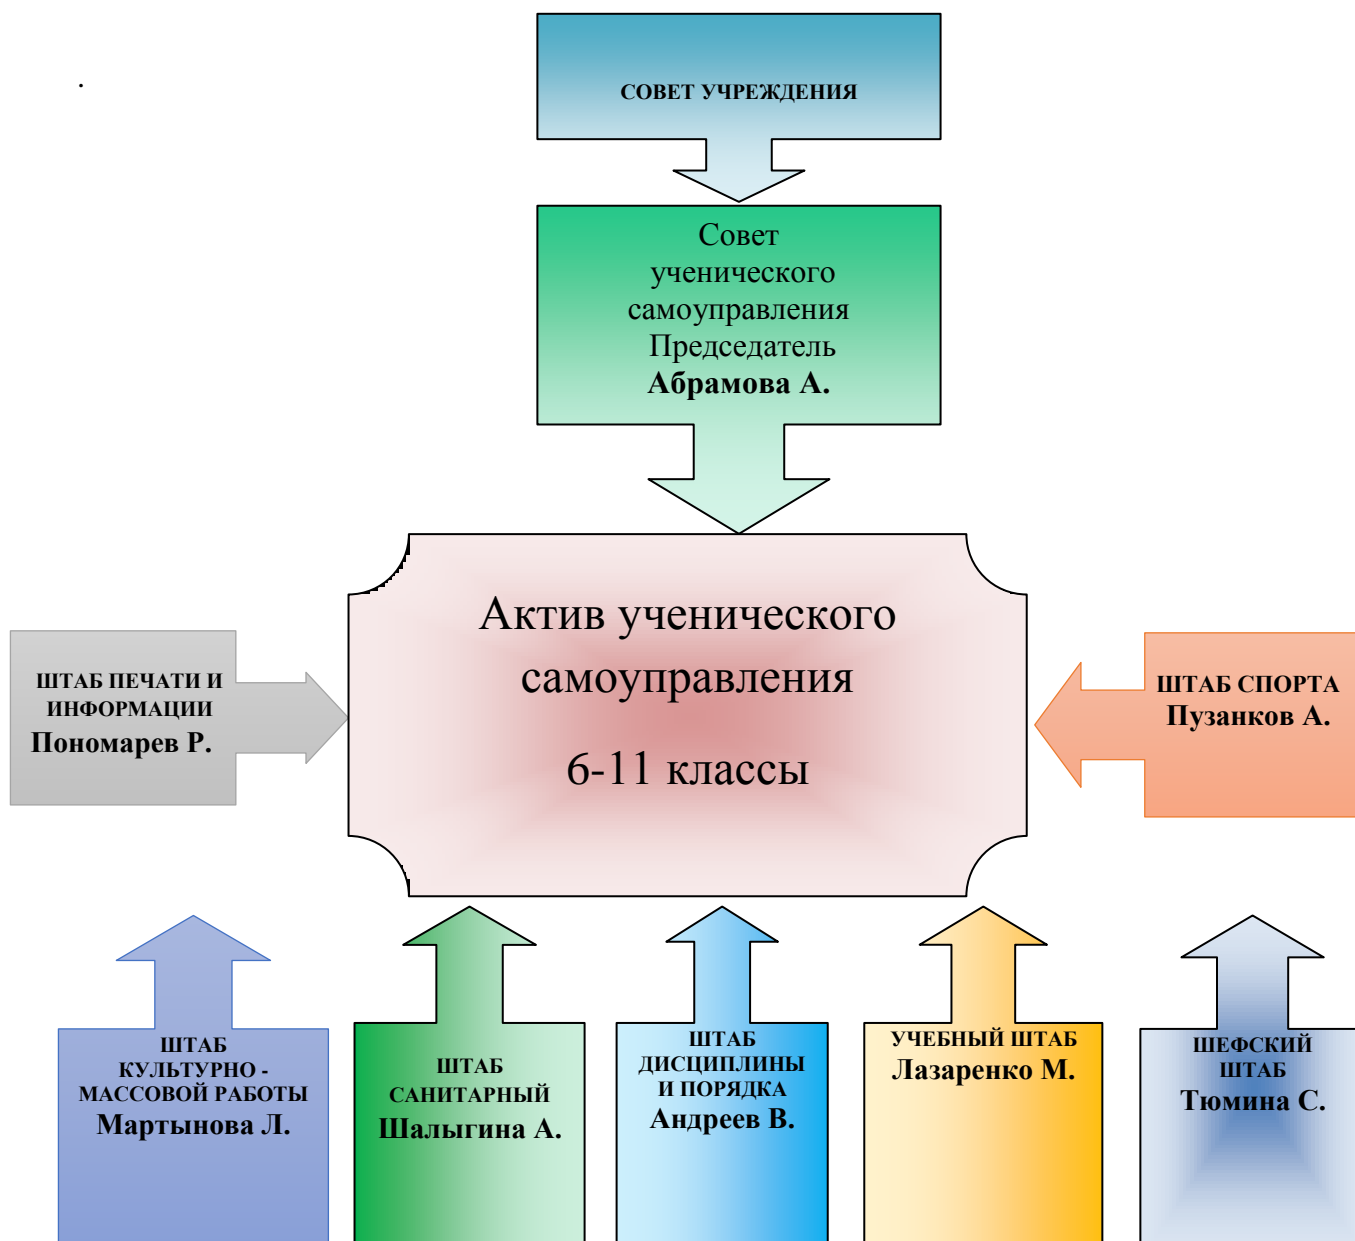 .
СОВЕТ УЧРЕЖДЕНИЯ
Совет
ученического
самоуправления
Председатель
Абрамова А.
Актив ученического
самоуправления
6-11 классы
ШТАБ ПЕЧАТИ И
ИНФОРМАЦИИ
Пономарев Р.
ШТАБ СПОРТА
Пузанков А.
ШТАБ
КУЛЬТУРНО -
МАССОВОЙ РАБОТЫ
Мартынова Л.
ШТАБ
САНИТАРНЫЙ
Шалыгина А.
ШТАБ
ДИСЦИПЛИНЫ
И ПОРЯДКА
Андреев В.
УЧЕБНЫЙ ШТАБ
Лазаренко М.
ШЕФСКИЙ
ШТАБ
Тюмина С.